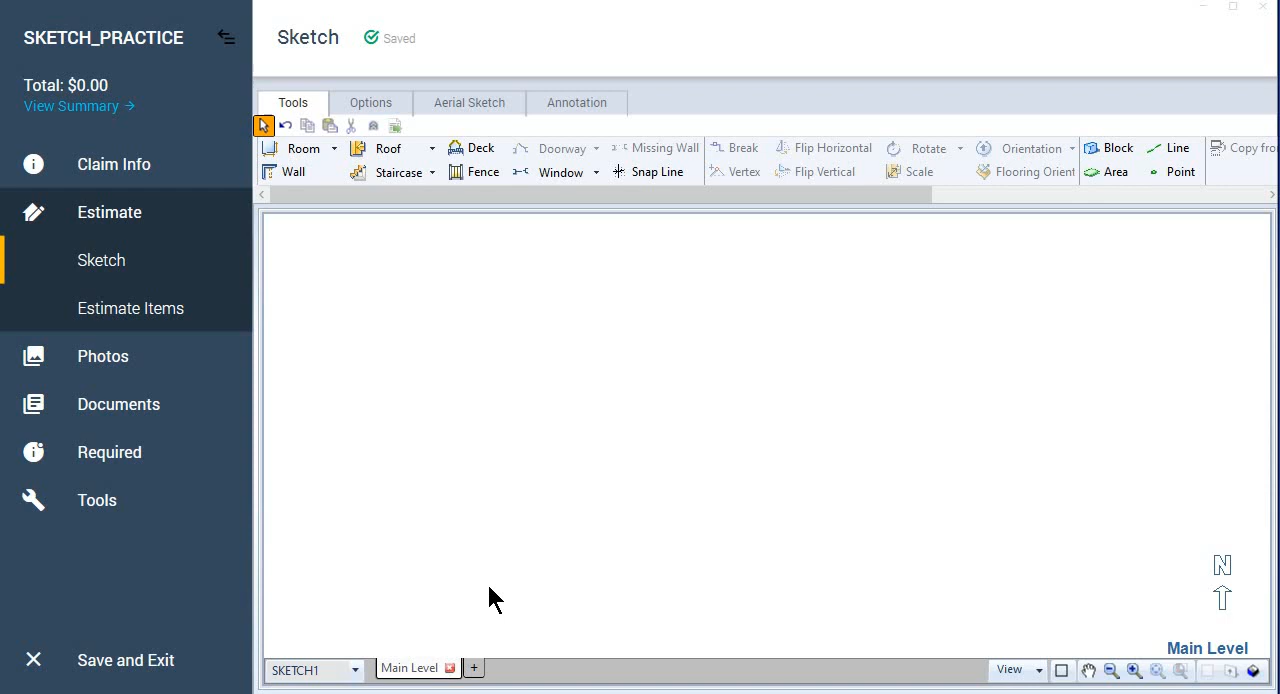 SKETCH_PRACTICE
Total: $0.00
View Summary
Claim Info
Estimate
Sketch
Estimate Items
Photos
Documents
Required
Tools
Save and Exit
Sketch Saved
Tools Options Aerial Sketch Annotation
Room Roof Deck Doorway Missing Wall Break Flip Horizontal Rotate Orientation Block Line Copy fro
Wall Staircase Fence Window Snap Line Vertex Flip Vertical Scale Flooring Orient Area Point
N
Main Level
SKETCH1 Main Level + View